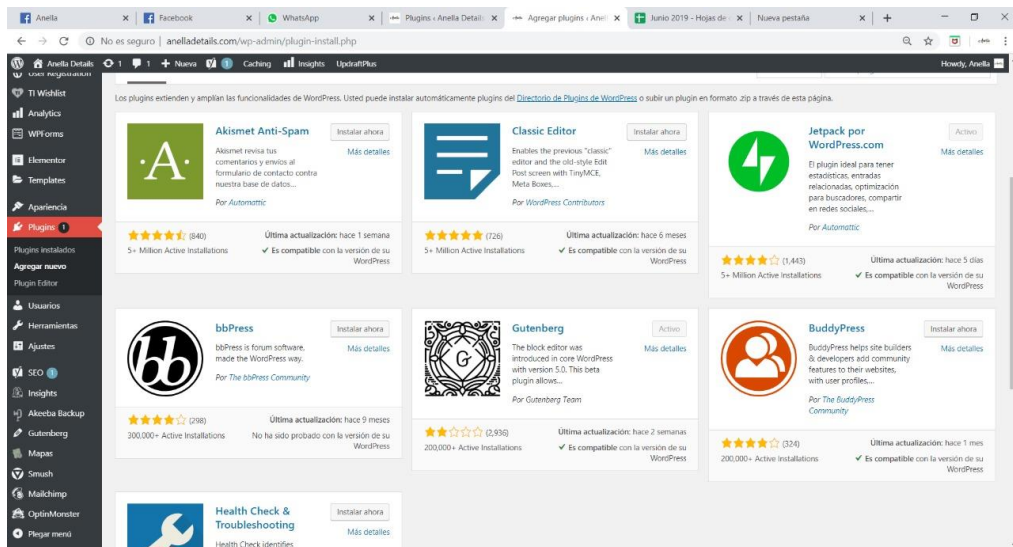 Anella
Facebook
WhatsApp
Plugins ‹ Anella Details
Agregar plugins ‹ Anell
Junio 2019 - Hojas de
Nueva pestaña
No es seguro | anelladetails.com/wp-admin/plugin-install.php
Anella Details 1 1 + Nueva 1 Caching Insights UpdraftPlus Howdy, Anella
User Registration
TI Wishlist
Analytics
WPForms
Elementor
Templates
Apariencia
Plugins 1
Plugins instalados
Agregar nuevo
Plugin Editor
Usuarios
Herramientas
Ajustes
SEO 1
Insights
Akeeba Backup
Gutenberg
Mapas
Smush
Mailchimp
OptinMonster
Plegar menú
Los plugins extienden y amplían las funcionalidades de WordPress. Usted puede instalar automáticamente plugins del Directorio de Plugins de WordPress o subir un plugin en formato .zip a través de esta página.
Akismet Anti-Spam
Instalar ahora
Más detalles
Akismet revisa tus
comentarios y envíos al
formulario de contacto contra
nuestra base de datos...
Por Automattic
(840)
5+ Million Active Installations
Última actualización: hace 1 semana
✔ Es compatible con la versión de su
WordPress
Classic Editor
Instalar ahora
Más detalles
Enables the previous "classic"
editor and the old-style Edit
Post screen with TinyMCE,
Meta Boxes,...
Por WordPress Contributors
(726)
5+ Million Active Installations
Última actualización: hace 6 meses
✔ Es compatible con la versión de su
WordPress
Jetpack por
WordPress.com
Activo
Más detalles
El plugin ideal para tener
estadísticas, entradas
relacionadas, optimización
para buscadores, compartir
en redes sociales,...
Por Automattic
(1,443)
5+ Million Active Installations
Última actualización: hace 5 días
✔ Es compatible con la versión de su
WordPress
bbPress
Instalar ahora
Más detalles
bbPress is forum software,
made the WordPress way.
Por The bbPress Community
(298)
300,000+ Active Installations
Última actualización: hace 9 meses
No ha sido probado con la versión de su
WordPress
Gutenberg
Activo
Más detalles
The block editor was
introduced in core WordPress
with version 5.0. This beta
plugin allows...
Por Gutenberg Team
(2,936)
200,000+ Active Installations
Última actualización: hace 2 semanas
✔ Es compatible con la versión de su
WordPress
BuddyPress
Instalar ahora
Más detalles
BuddyPress helps site builders
& developers add community
features to their websites,
with user profiles,...
Por The BuddyPress
Community
(324)
200,000+ Active Installations
Última actualización: hace 1 mes
✔ Es compatible con la versión de su
WordPress
Health Check &
Troubleshooting
Instalar ahora
Más detalles
Health Check identifies